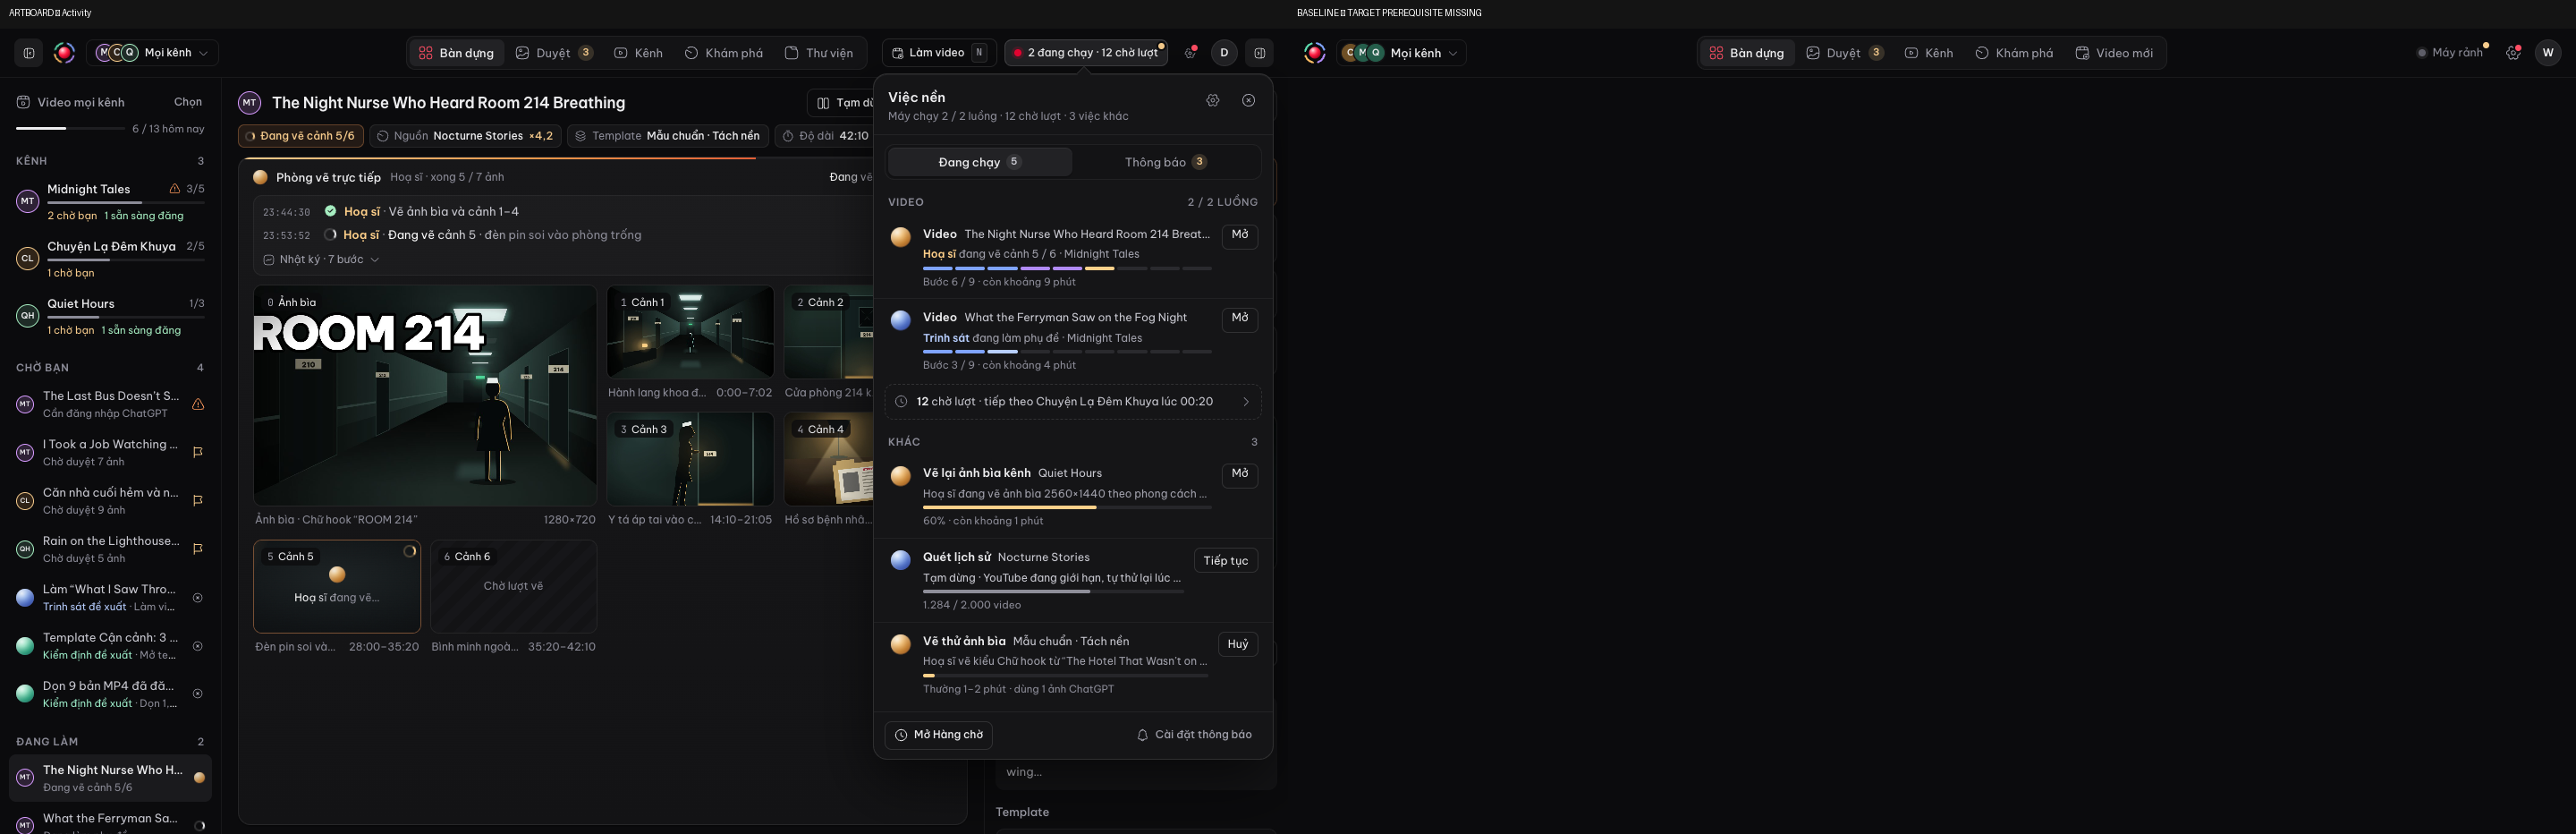 ARTBOARD Activity
BASELINE TARGET PREREQUISITE MISSING
M C Q Mọi kênh
Bàn dựng
Duyệt 3
Kênh
Khám phá
Thư viện
Làm video N
2 đang chạy · 12 chờ lượt
D
C M Q Mọi kênh
Bàn dựng
Duyệt 3
Kênh
Khám phá
Video mới
Máy rảnh
W
Video mọi kênh
Chọn
6 / 13 hôm nay
KÊNH 3
MT Midnight Tales 3/5
2 chờ bạn 1 sẵn sàng đăng
CL Chuyện Lạ Đêm Khuya 2/5
1 chờ bạn
QH Quiet Hours 1/3
1 chờ bạn 1 sẵn sàng đăng
CHỜ BẠN 4
MT The Last Bus Doesn't S...
Cần đăng nhập ChatGPT
MT I Took a Job Watching ...
Chờ duyệt 7 ảnh
CL Căn nhà cuối hẻm và n...
Chờ duyệt 9 ảnh
QH Rain on the Lighthouse...
Chờ duyệt 5 ảnh
Làm “What I Saw Thro...
Trinh sát đề xuất · Làm vi...
Template Cận cảnh: 3 ...
Kiểm định đề xuất · Mở te...
Dọn 9 bản MP4 đã đă...
Kiểm định đề xuất · Dọn 1,...
ĐANG LÀM 2
MT The Night Nurse Who H...
Đang vẽ cảnh 5/6
MT What the Ferryman Sa...
MT The Night Nurse Who Heard Room 214 Breathing
Đang vẽ cảnh 5/6
Nguồn Nocturne Stories ×4,2
Template Mẫu chuẩn · Tách nền
Độ dài 42:10
Phòng vẽ trực tiếp Hoạ sĩ · xong 5 / 7 ảnh
Đang vẽ
23:44:30 Hoạ sĩ · Vẽ ảnh bìa và cảnh 1–4
23:53:52 Hoạ sĩ · Đang vẽ cảnh 5 · đèn pin soi vào phòng trống
Nhật ký · 7 bước
0 Ảnh bìa
ROOM 214
210
214
Ảnh bìa · Chữ hook “ROOM 214” 1280×720
1 Cảnh 1
Hành lang khoa đ... 0:00–7:02
2 Cảnh 2
Cửa phòng 214 k
3 Cảnh 3
Y tá áp tai vào c... 14:10–21:05
4 Cảnh 4
Hồ sơ bệnh nhâ...
5 Cảnh 5
Hoạ sĩ đang vẽ...
Đèn pin soi và... 28:00–35:20
6 Cảnh 6
Chờ lượt vẽ
Bình minh ngoà... 35:20–42:10
Việc nền
Máy chạy 2 / 2 luồng · 12 chờ lượt · 3 việc khác
Đang chạy 5
Thông báo 3
VIDEO 2 / 2 LUỒNG
Video The Night Nurse Who Heard Room 214 Breat...
Mở
Hoạ sĩ đang vẽ cảnh 5 / 6 · Midnight Tales
Bước 6 / 9 · còn khoảng 9 phút
Video What the Ferryman Saw on the Fog Night
Mở
Trinh sát đang làm phụ đề · Midnight Tales
Bước 3 / 9 · còn khoảng 4 phút
12 chờ lượt · tiếp theo Chuyện Lạ Đêm Khuya lúc 00:20
KHÁC 3
Vẽ lại ảnh bìa kênh Quiet Hours
Mở
Hoạ sĩ đang vẽ ảnh bìa 2560×1440 theo phong cách ...
60% · còn khoảng 1 phút
Quét lịch sử Nocturne Stories
Tiếp tục
Tạm dừng · YouTube đang giới hạn, tự thử lại lúc ...
1.284 / 2.000 video
Vẽ thử ảnh bìa Mẫu chuẩn · Tách nền
Huỷ
Hoạ sĩ vẽ kiểu Chữ hook từ “The Hotel That Wasn't on ...
Thường 1–2 phút · dùng 1 ảnh ChatGPT
Mở Hàng chờ
Cài đặt thông báo
wing...
Template